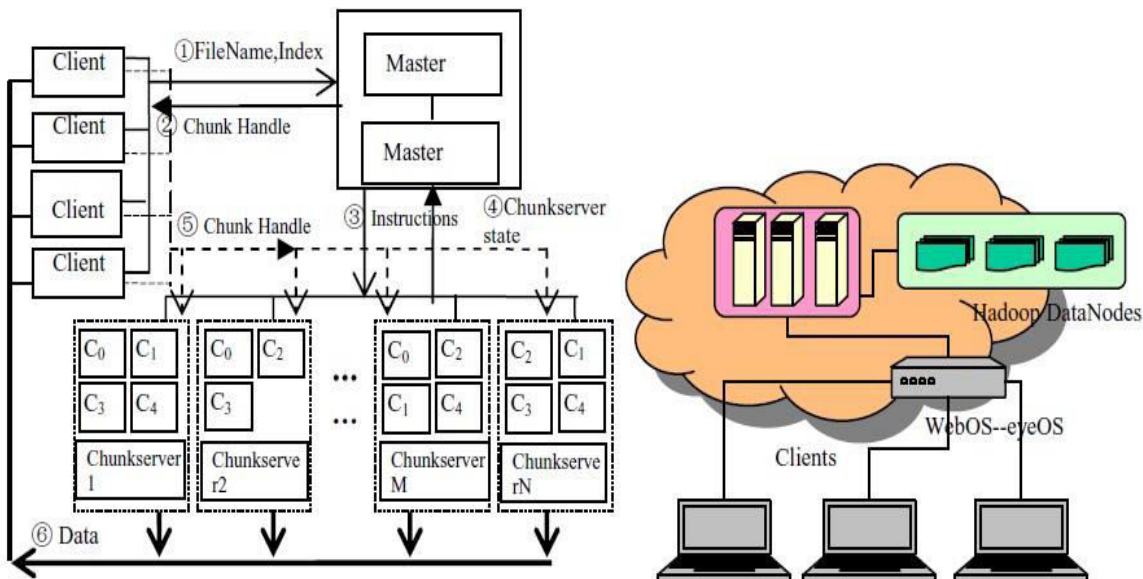 Client
Client
Client
Client
①FileName,Index
② Chunk Handle
Master
Master
③ Instructions
④Chunkserver
state
⑤
Chunk Handle
C0
C1
C3
C4
Chunkserver
1
C0
C2
C3
Chunkserve
r2
...
...
C0
C2
C1
C4
Chunkserver
M
C2
C1
C3
C4
Chunkserve
rN
⑥ Data
Hadoop DataNodes
WebOS--eyeOS
Clients